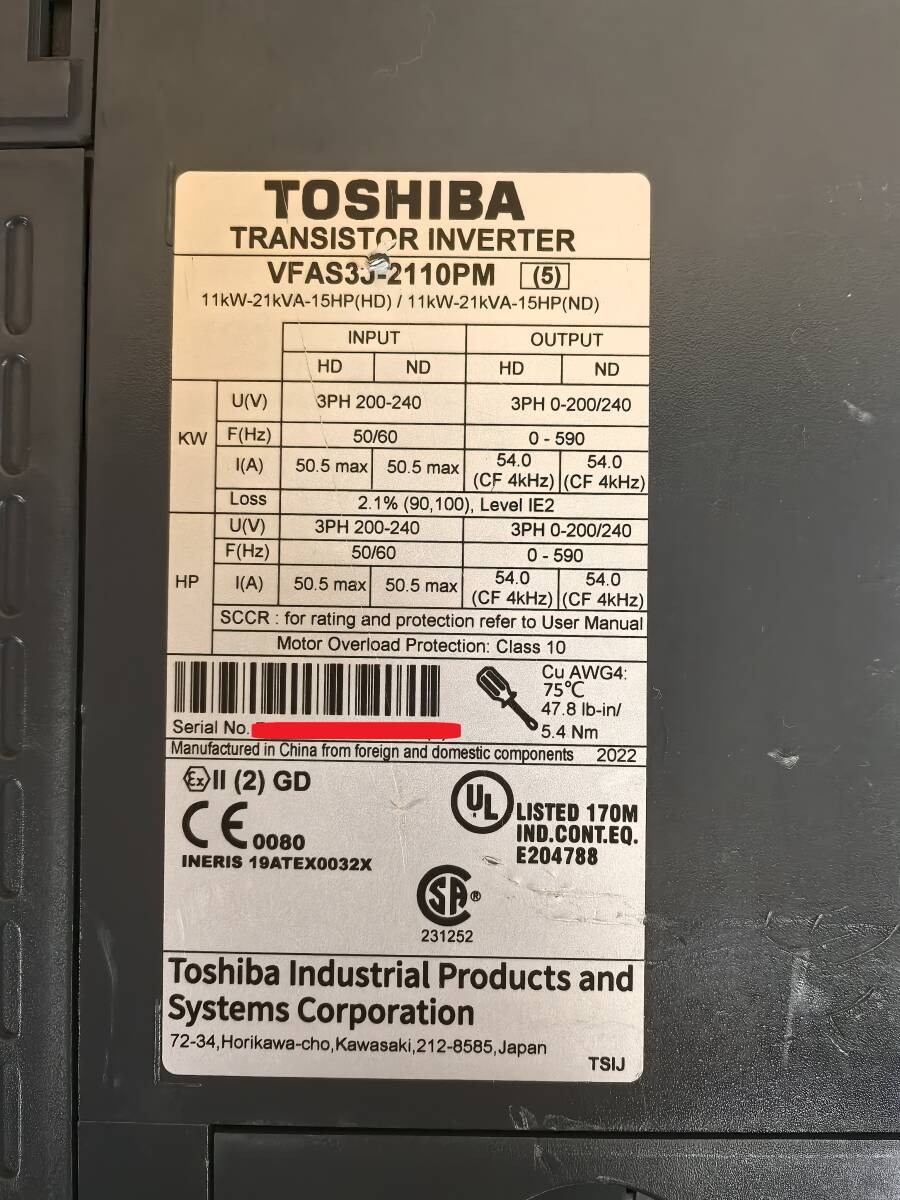 TOSHIBA
TRANSISTOR INVERTER
VFAS3J-2110PM (5)
11kW-21kVA-15HP(HD) / 11kW-21kVA-15HP(ND)
INPUT OUTPUT
HD ND HD ND
KW
U(V) 3PH 200-240 3PH 0-200/240
F(Hz) 50/60 0 - 590
I(A) 50.5 max 50.5 max 54.0 (CF 4kHz) 54.0 (CF 4kHz)
Loss 2.1% (90,100), Level IE2
HP
U(V) 3PH 200-240 3PH 0-200/240
F(Hz) 50/60 0 - 590
I(A) 50.5 max 50.5 max 54.0 (CF 4kHz) 54.0 (CF 4kHz)
SCCR : for rating and protection refer to User Manual
Motor Overload Protection: Class 10
Cu AWG4:
75℃
47.8 lb-in/
5.4 Nm
Serial No.
Manufactured in China from foreign and domestic components 2022
Ex II (2) GD
CE 0080
INERIS 19ATEX0032X
UL LISTED 170M
IND.CONT.EQ.
E204788
SA ®
231252
Toshiba Industrial Products and
Systems Corporation
72-34,Horikawa-cho,Kawasaki,212-8585,Japan
TSIJ